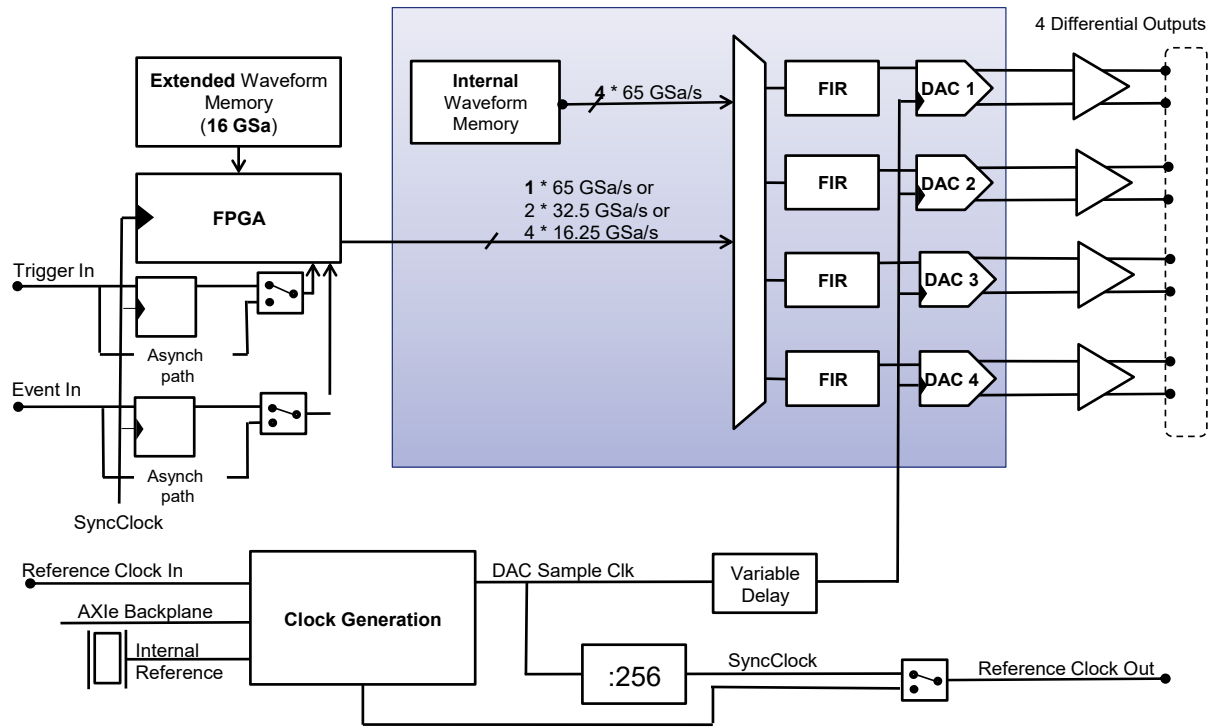 4 Differential Outputs
Extended Waveform
Memory
(16 GSa)
Internal
Waveform
Memory
4 * 65 GSa/s
FIR
DAC 1
1 * 65 GSa/s or
2 * 32.5 GSa/s or
4 * 16.25 GSa/s
FPGA
FIR
DAC 2
Trigger In
FIR
DAC 3
Asynch
path
Event In
FIR
DAC 4
Asynch
path
SyncClock
Reference Clock In
AXIe Backplane
Internal
Reference
Clock Generation
DAC Sample Clk
Variable
Delay
:256
SyncClock
Reference Clock Out